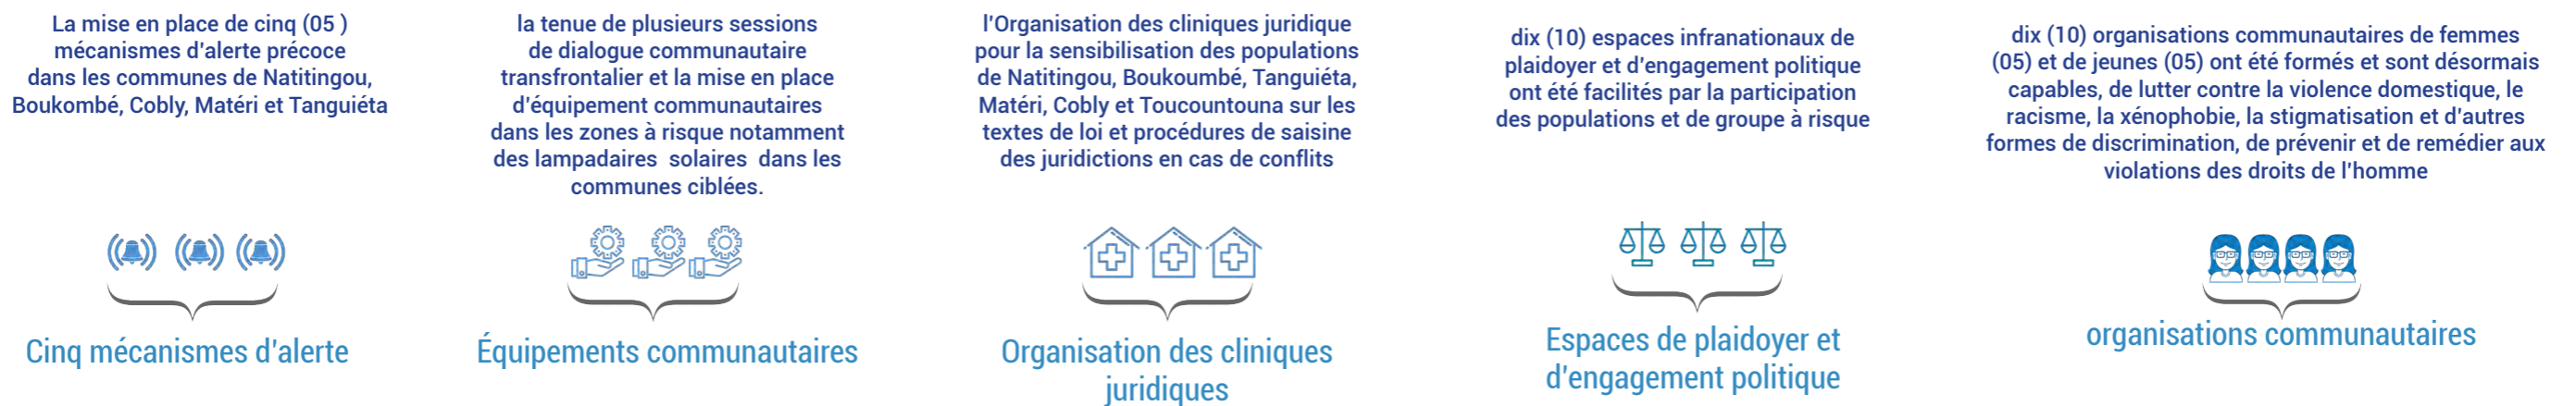 La mise en place de cinq (05 )
mécanismes d'alerte précoce
dans les communes de Natitingou,
Boukombé, Cobly, Matéri et Tanguiéta
Cinq mécanismes d'alerte
la tenue de plusieurs sessions
de dialogue communautaire
transfrontalier et la mise en place
d'équipement communautaires
dans les zones à risque notamment
des lampadaires solaires dans les
communes ciblées.
Équipements communautaires
l'Organisation des cliniques juridique
pour la sensibilisation des populations
de Natitingou, Boukoumbé, Tanguiéta,
Matéri, Cobly et Toucountouna sur les
textes de loi et procédures de saisine
des juridictions en cas de conflits
Organisation des cliniques
juridiques
dix (10) espaces infranationaux de
plaidoyer et d'engagement politique
ont été facilités par la participation
des populations et de groupe à risque
Espaces de plaidoyer et
d'engagement politique
dix (10) organisations communautaires de femmes
(05) et de jeunes (05) ont été formés et sont désormais
capables, de lutter contre la violence domestique, le
racisme, la xénophobie, la stigmatisation et d'autres
formes de discrimination, de prévenir et de remédier aux
violations des droits de l'homme
organisations communautaires